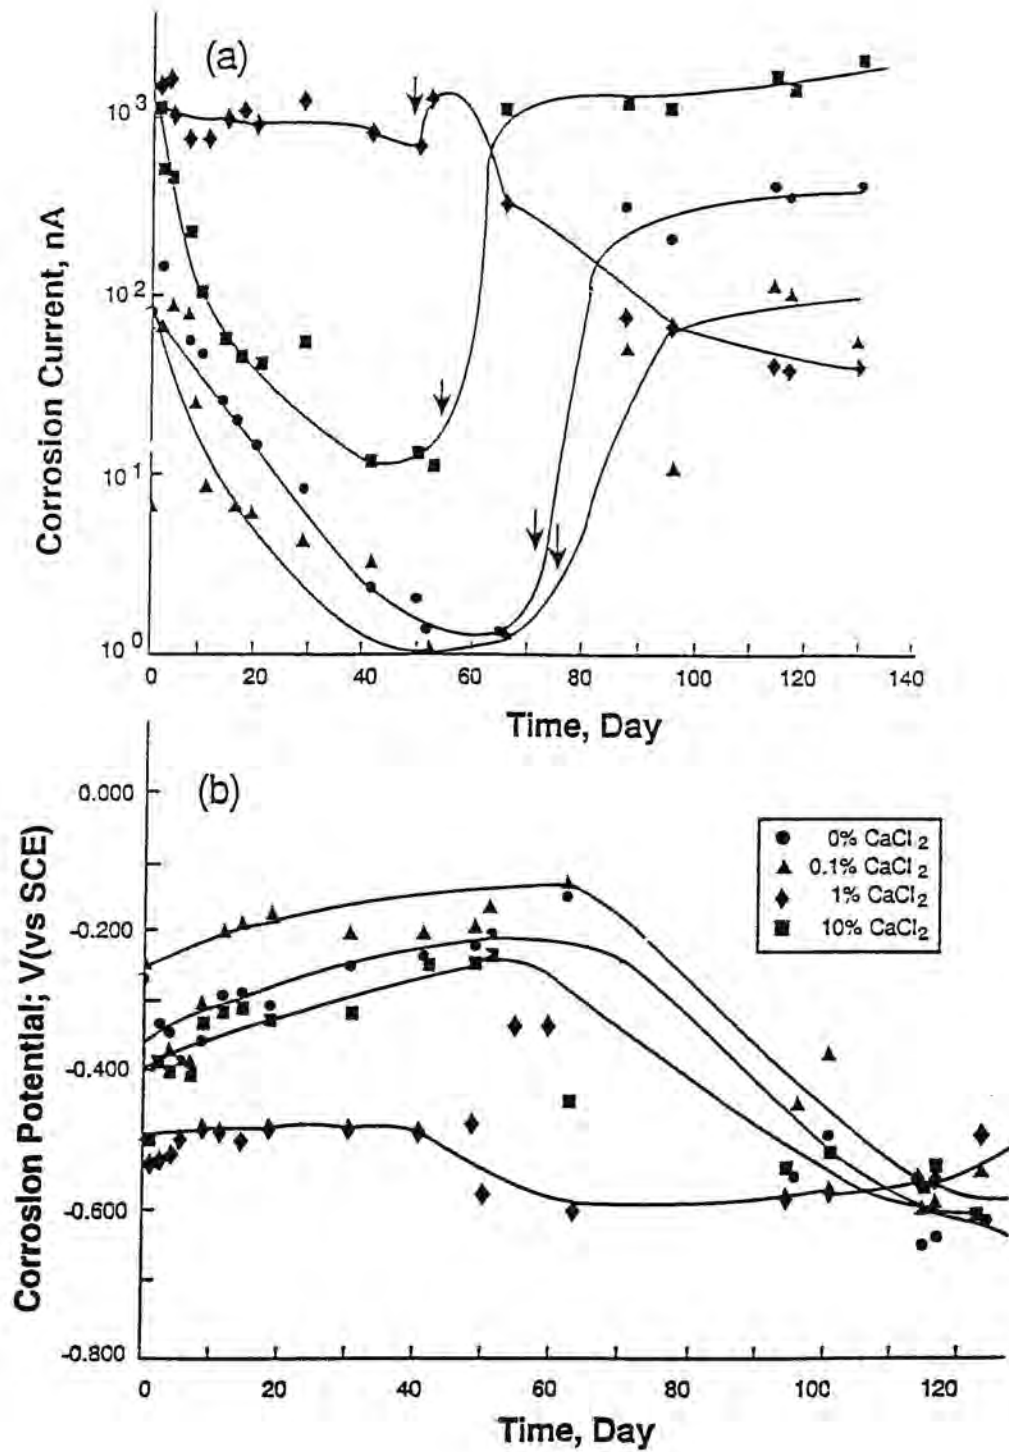 (a)
10³
10²
10¹
10⁰
Corrosion Current, nA
0 20 40 60 80 100 120 140
Time, Day
(b)
0.000
-0.200
-0.400
-0.600
-0.800
Corrosion Potential; V(vs SCE)
0% CaCl₂
0.1% CaCl₂
1% CaCl₂
10% CaCl₂
0 20 40 60 80 100 120
Time, Day